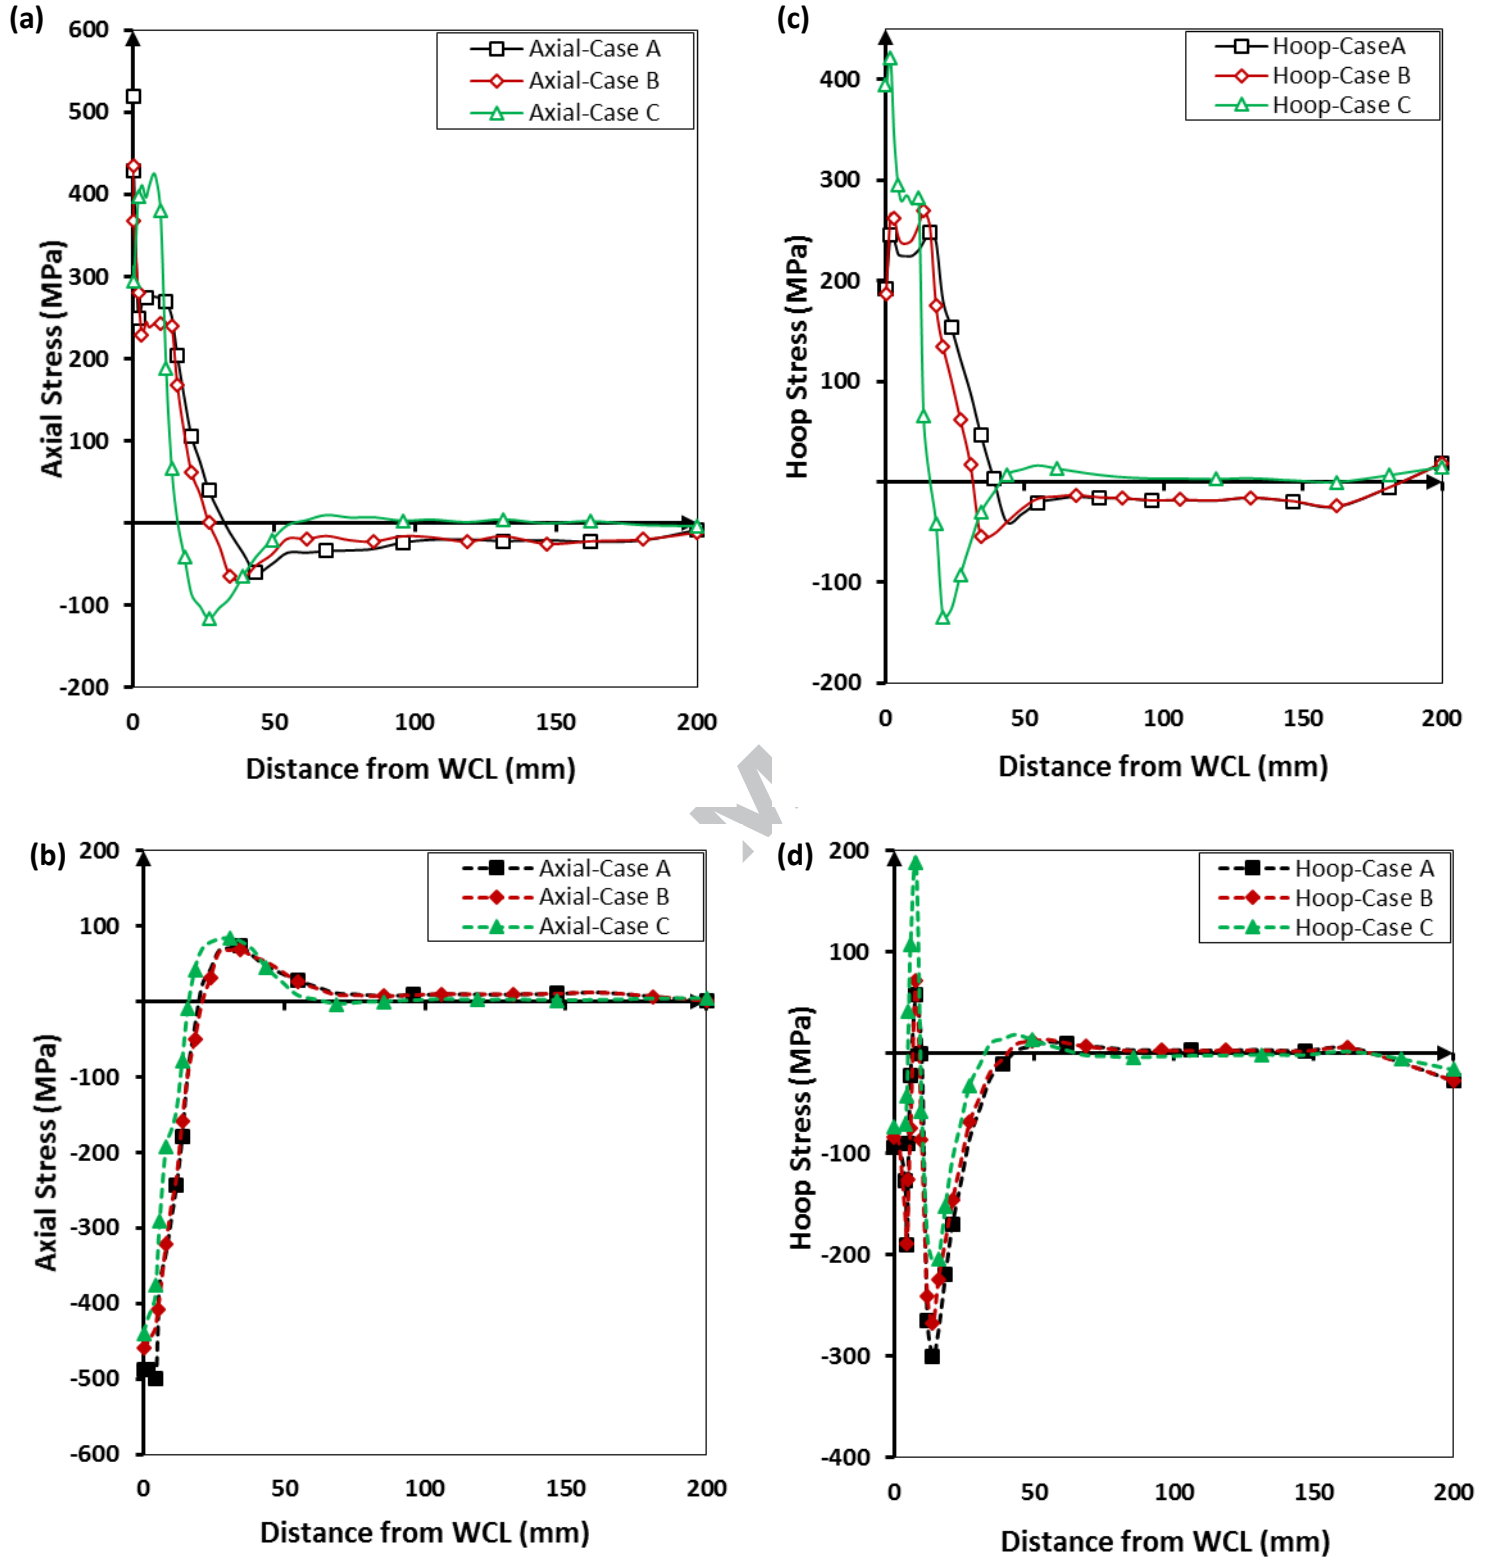 (a)
600
500
400
300
200
100
-100
-200
Axial Stress (MPa)
Axial-Case A
Axial-Case B
Axial-Case C
0 50 100 150 200
Distance from WCL (mm)
(c)
400
300
200
100
-100
-200
Hoop Stress (MPa)
Hoop-CaseA
Hoop-Case B
Hoop-Case C
0 50 100 150 200
Distance from WCL (mm)
M
(b)
200
100
-100
-200
-300
-400
-500
-600
Axial Stress (MPa)
Axial-Case A
Axial-Case B
Axial-Case C
0 50 100 150 200
Distance from WCL (mm)
(d)
200
100
-100
-200
-300
-400
Hoop Stress (MPa)
Hoop-Case A
Hoop-Case B
Hoop-Case C
0 50 100 150 200
Distance from WCL (mm)